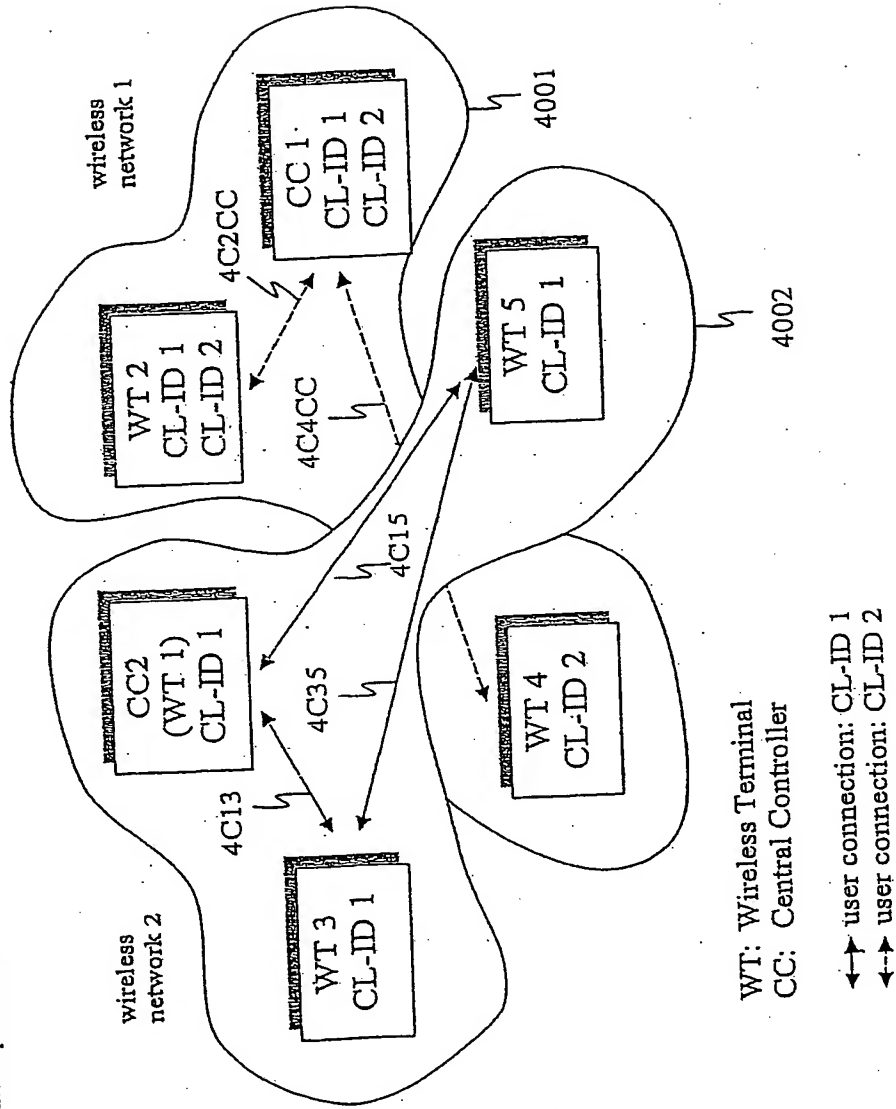 wireless
network 1
WT 2
CL-ID 1
CL-ID 2
4C2CC
CC 1
CL-ID 1
CL-ID 2
4001
4C4CC
CC2
(WT 1)
CL-ID 1
4C15
WT 5
CL-ID 1
4002
wireless
network 2
4C13
4C35
WT 3
CL-ID 1
WT 4
CL-ID 2
WT: Wireless Terminal
CC: Central Controller
user connection: CL-ID 1
user connection: CL-ID 2